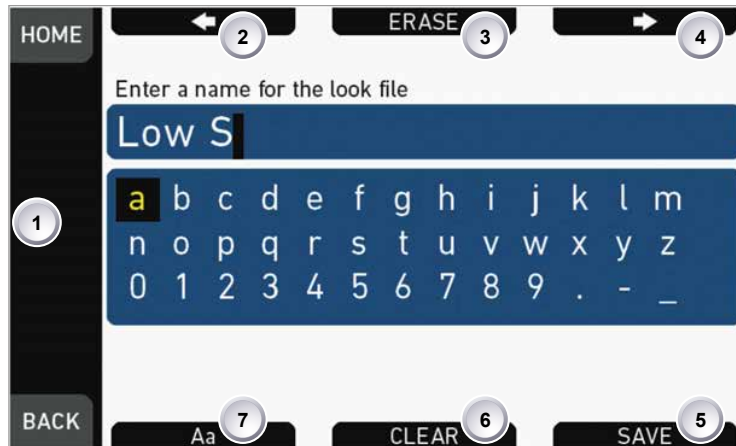 HOME
2
ERASE 3
4
Enter a name for the look file
Low S
1
a b c d e f g h i j k l m
n o p q r s t u v w x y z
0 1 2 3 4 5 6 7 8 9 . - _
BACK
Aa 7
CLEAR 6
SAVE 5